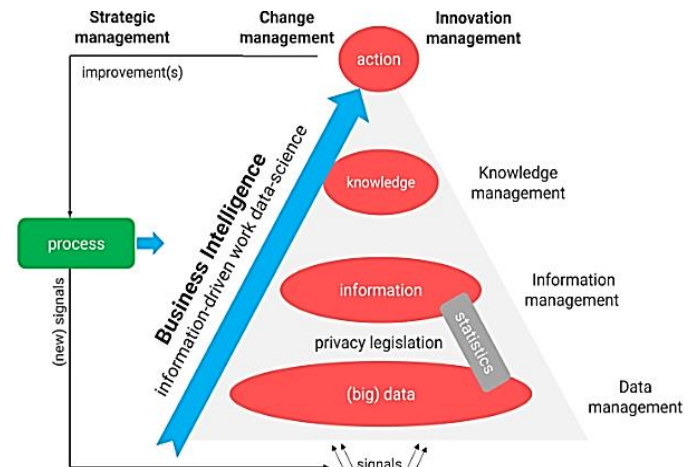 Strategic
management
Change
management
Innovation
management
action
improvement(s)
Business Intelligence
information-driven work data-science
knowledge
Knowledge
management
process
information
Information
management
(new) signals
statistics
privacy legislation
(big) data
Data
management
signals